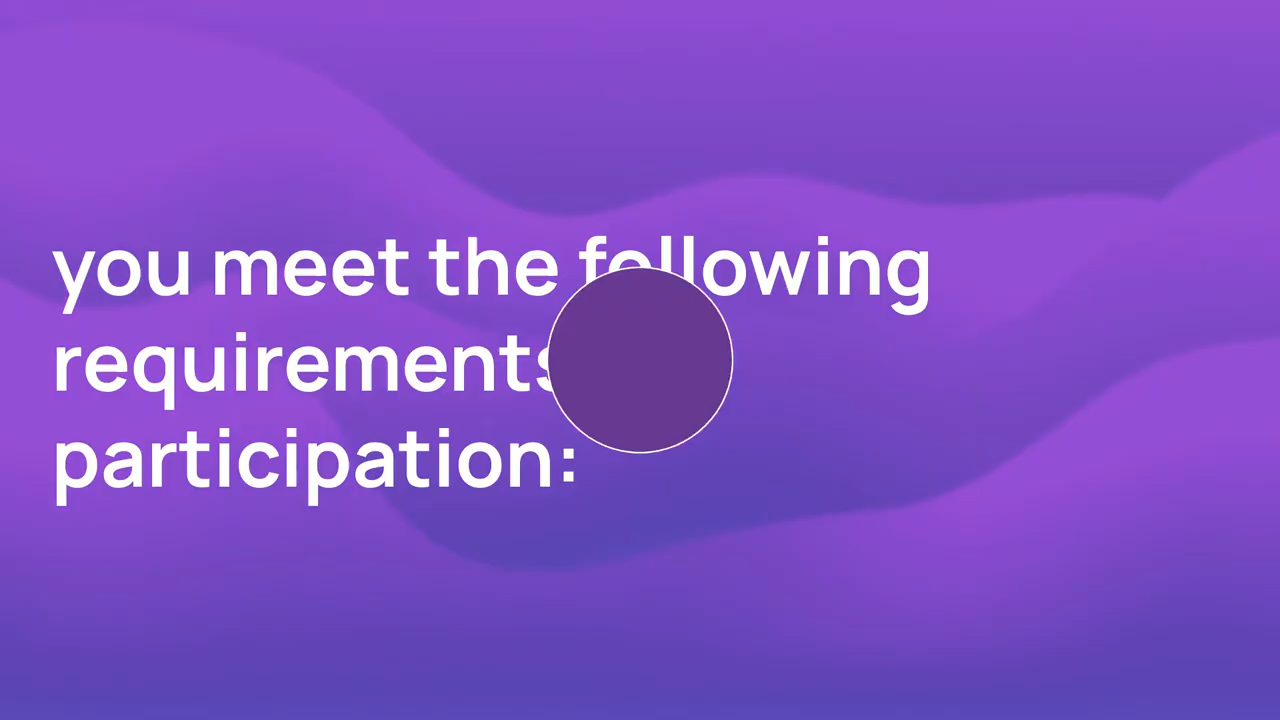 you meet the following
requirements
participation: